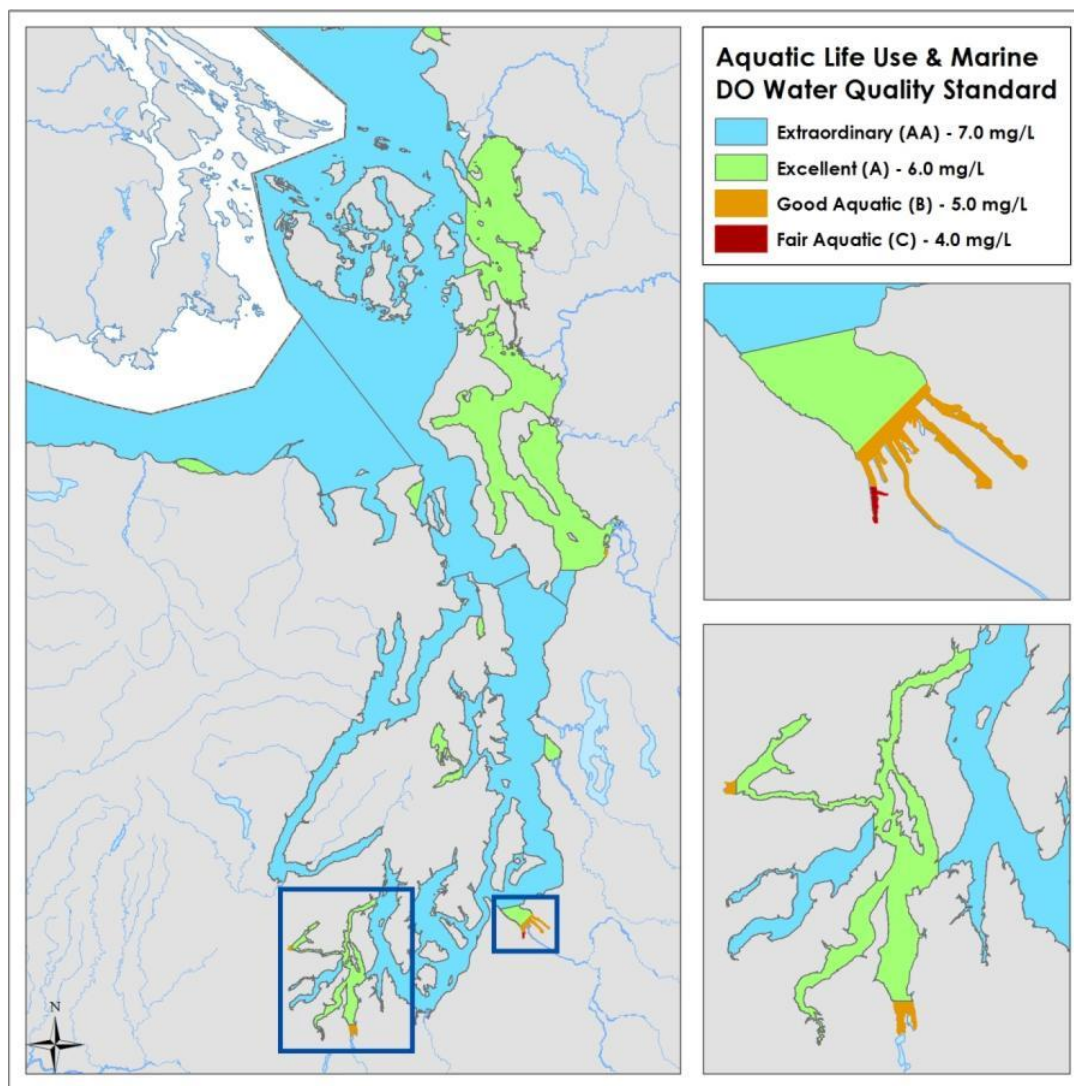 Aquatic Life Use & Marine
DO Water Quality Standard
Extraordinary (AA) - 7.0 mg/L
Excellent (A) - 6.0 mg/L
Good Aquatic (B) - 5.0 mg/L
Fair Aquatic (C) - 4.0 mg/L
N